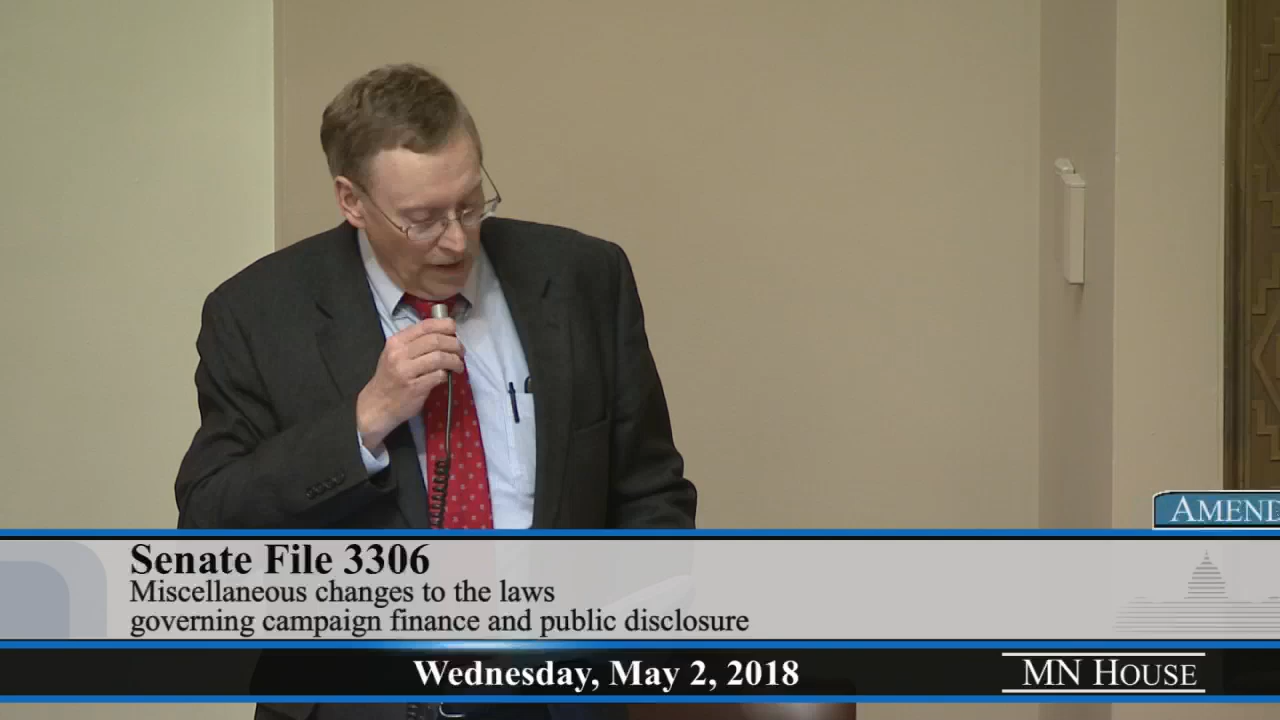 AMEND
Senate File 3306
Miscellaneous changes to the laws
governing campaign finance and public disclosure
Wednesday, May 2, 2018
MN HOUSE